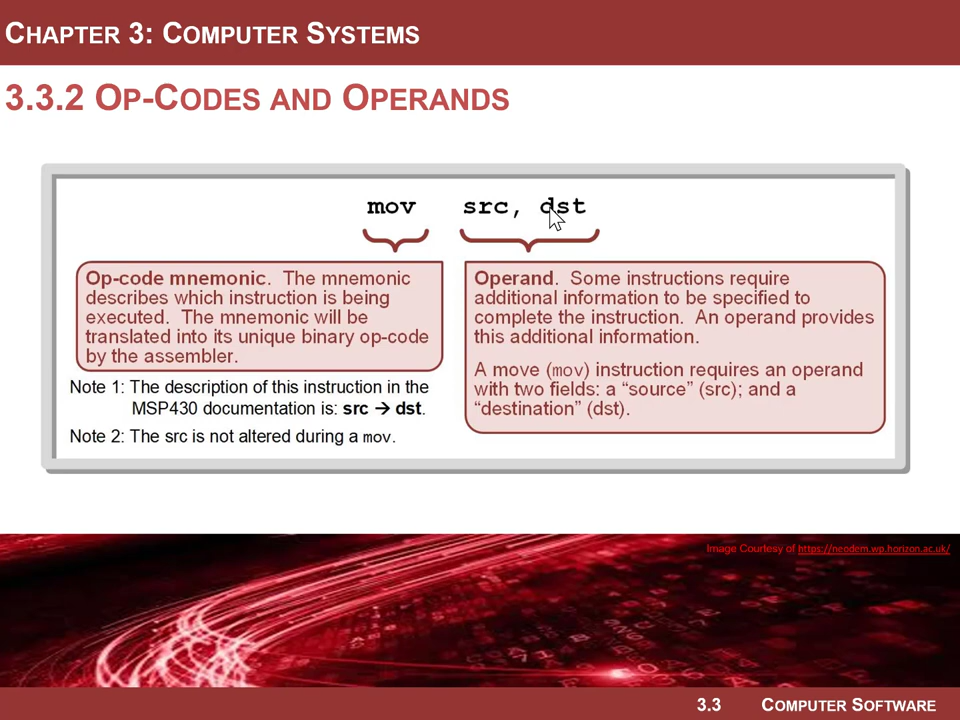 CHAPTER 3: COMPUTER SYSTEMS
3.3.2 OP-CODES AND OPERANDS
mov src, dst
Op-code mnemonic. The mnemonic
describes which instruction is being
executed. The mnemonic will be
translated into its unique binary op-code
by the assembler.
Note 1: The description of this instruction in the
MSP430 documentation is: src → dst.
Note 2: The src is not altered during a mov.
Operand. Some instructions require
additional information to be specified to
complete the instruction. An operand provides
this additional information.
A move (mov) instruction requires an operand
with two fields: a “source” (src); and a
“destination” (dst).
Image Courtesy of https://neodem.wp.horizon.ac.uk/
3.3 COMPUTER SOFTWARE